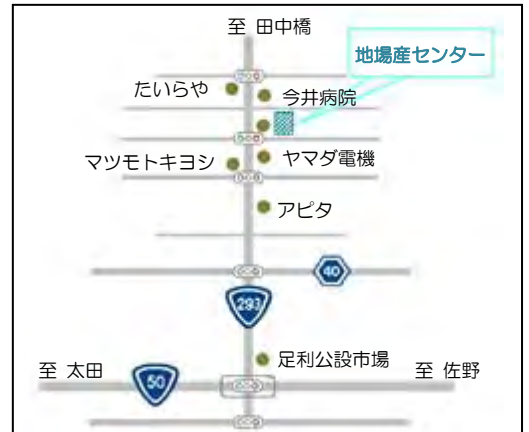 至 田中橋
地場産センター
たいらや
今井病院
マツモトキヨシ
ヤマダ電機
アピタ
40
293
足利公設市場
至 太田
50
至 佐野